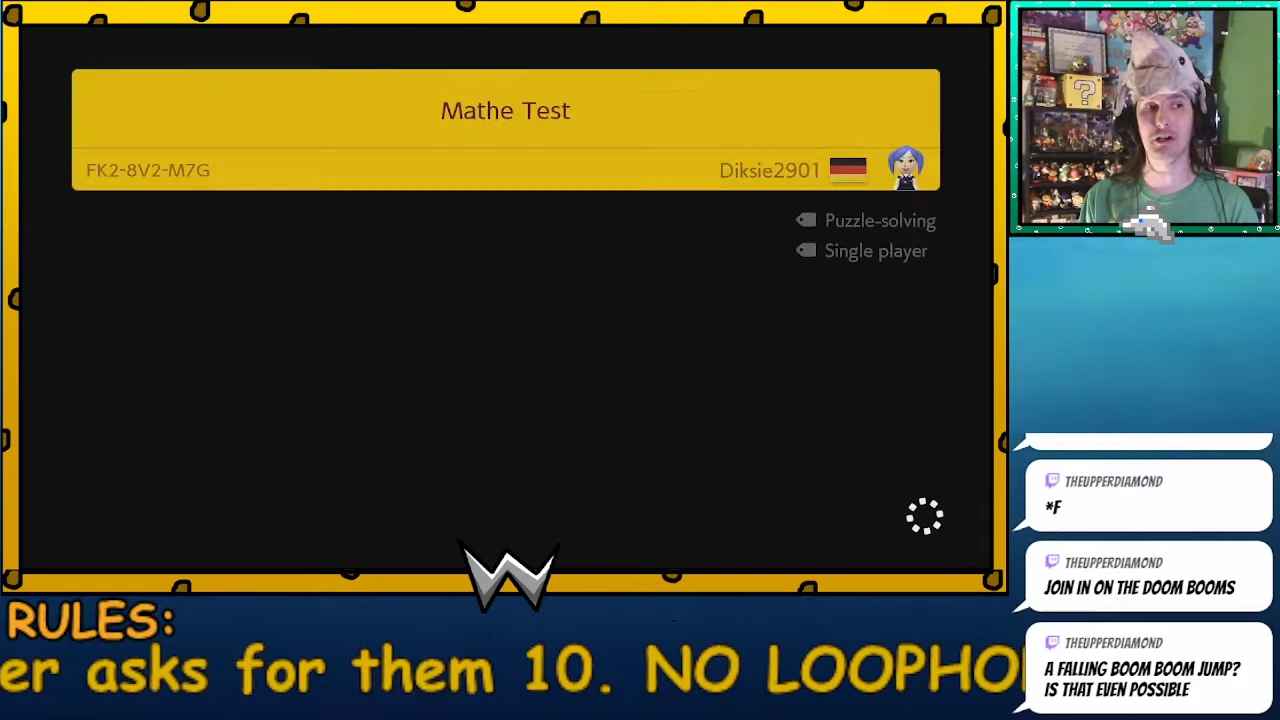 Mathe Test
FK2-8V2-M7G
Diksie2901
Puzzle-solving
Single player
THEUPPERDIAMOND
*F
THEUPPERDIAMOND
JOIN IN ON THE DOOM BOOMS
THEUPPERDIAMOND
A FALLING BOOM BOOM JUMP?
IS THAT EVEN POSSIBLE
RULES:
er asks for them 10. NO LOOPHO